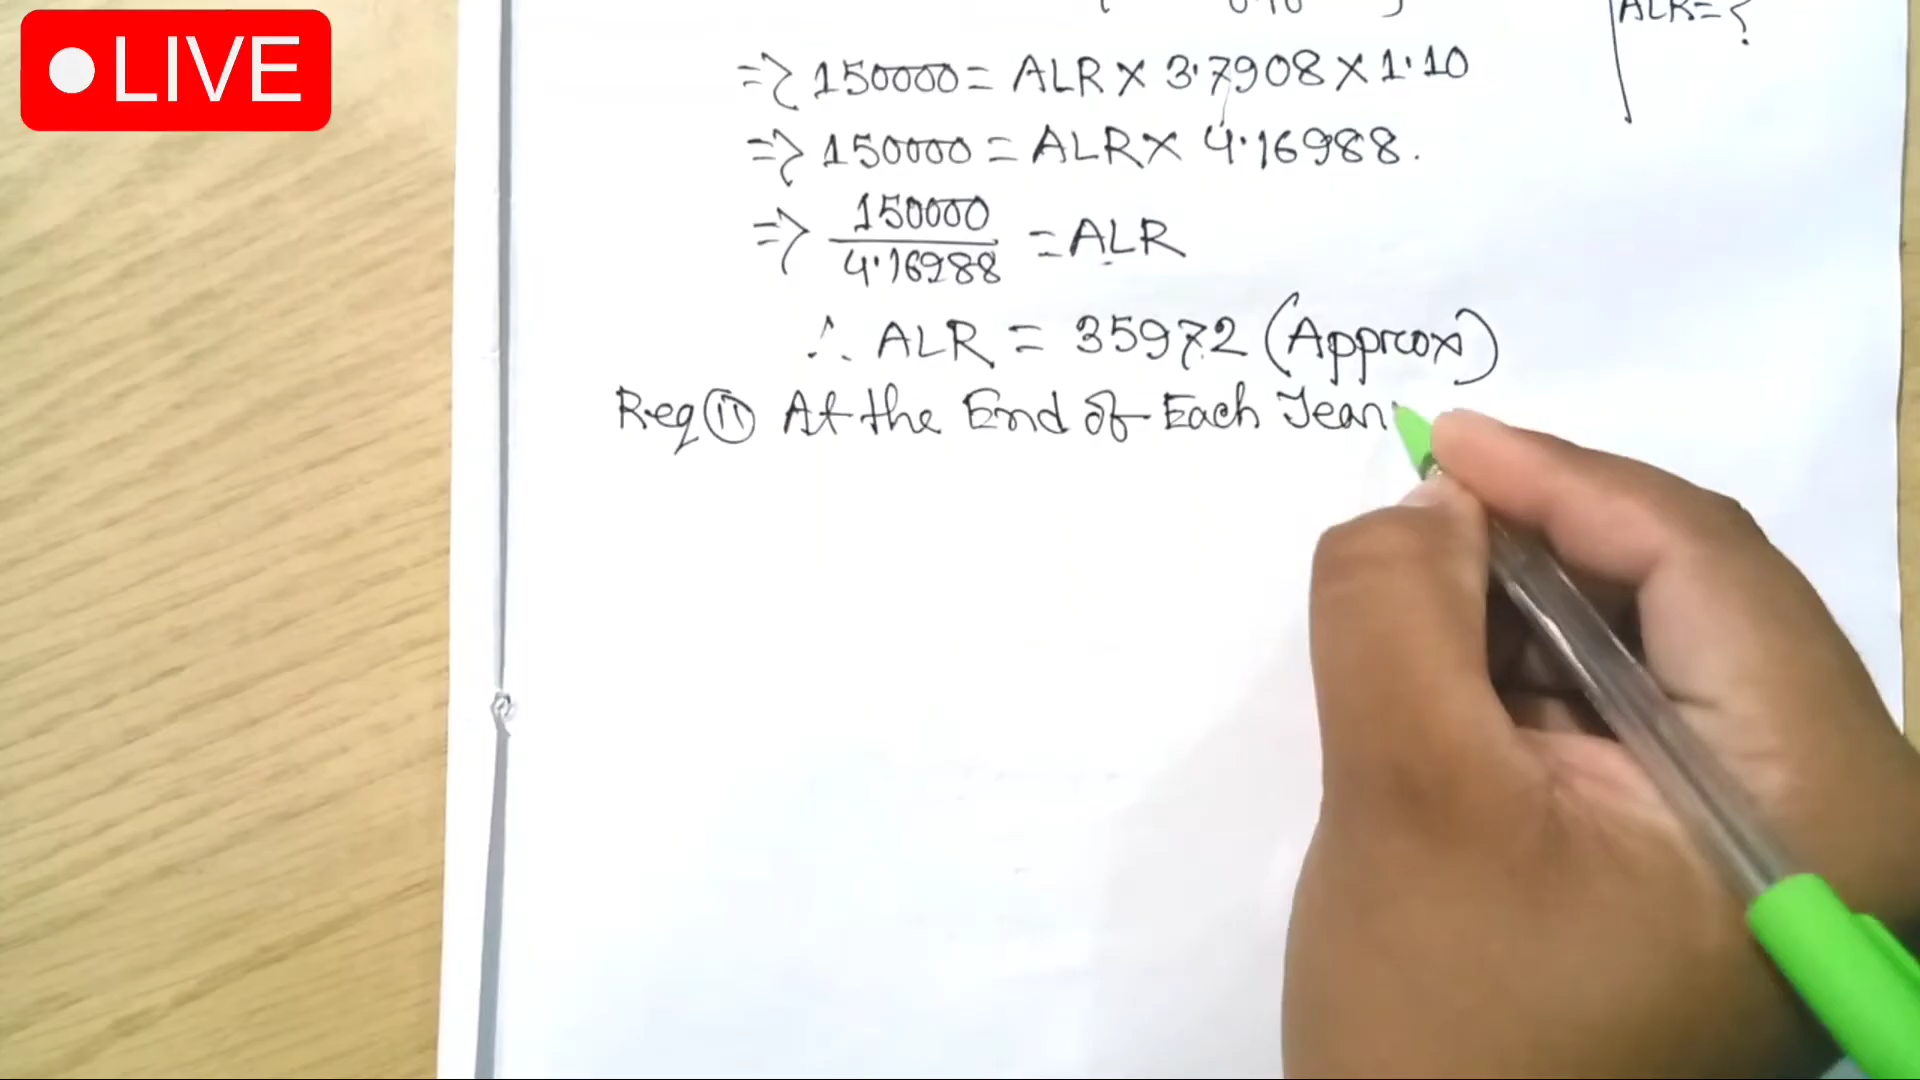 LIVE
ALR = ?
=> 150000 = ALR × 3.7908 × 1.10
=> 150000 = ALR × 4.16988.
=> 150000 / 4.16988 = ALR
∴ ALR = 35972 (Approx)
Req (11) At the End of Each Year